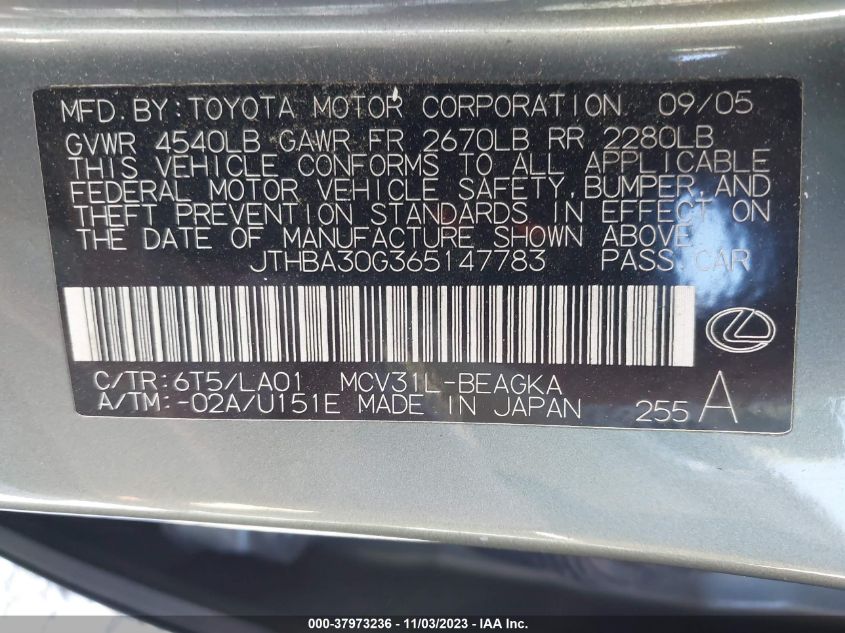 MFD.BY:TOYOTA MOTOR CORPORATION 09/05
GVWR 4540LB GAWR FR 2670LB RR 2280LB
THIS VEHICLE CONFORMS TO ALL APPLICABLE
FEDERAL MOTOR VEHICLE SAFETY,BUMPER,AND
THEFT PREVENTION STANDARDS IN EFFECT ON
THE DATE OF MANUFACTURE SHOWN ABOVE.
JTHBA30G365147783 PASS.CAR
C/TR:6T5/LA01 MCV31L-BEAGKA
A/TM:-02A/U151E MADE IN JAPAN 255 A
000-37973236 - 11/03/2023 - IAA Inc.